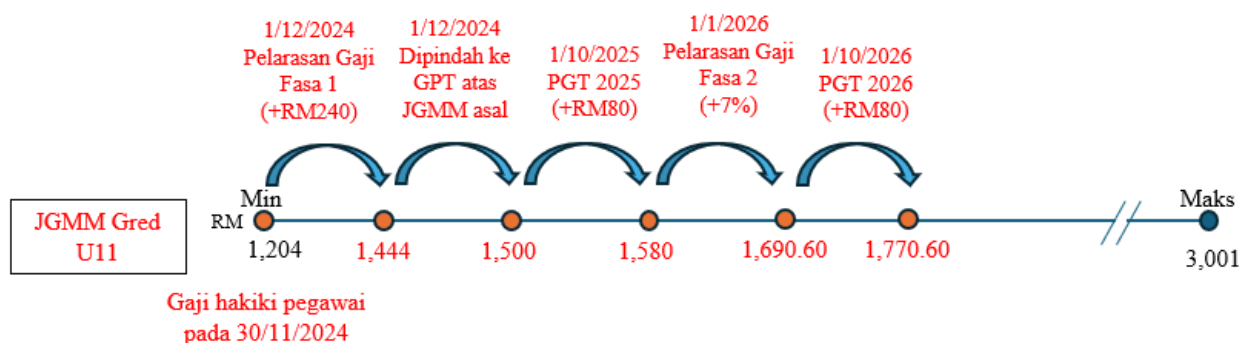 1/12/2024
Pelarasan Gaji
Fasa 1
(+RM240)
1/12/2024
Dipindah ke
GPT atas
JGMM asal
1/10/2025
PGT 2025
(+RM80)
1/1/2026
Pelarasan Gaji
Fasa 2
(+7%)
1/10/2026
PGT 2026
(+RM80)
JGMM Gred
U11
RM
Min
Maks
1,204
1,444
1,500
1,580
1,690.60
1,770.60
3,001
Gaji hakiki pegawai
pada 30/11/2024